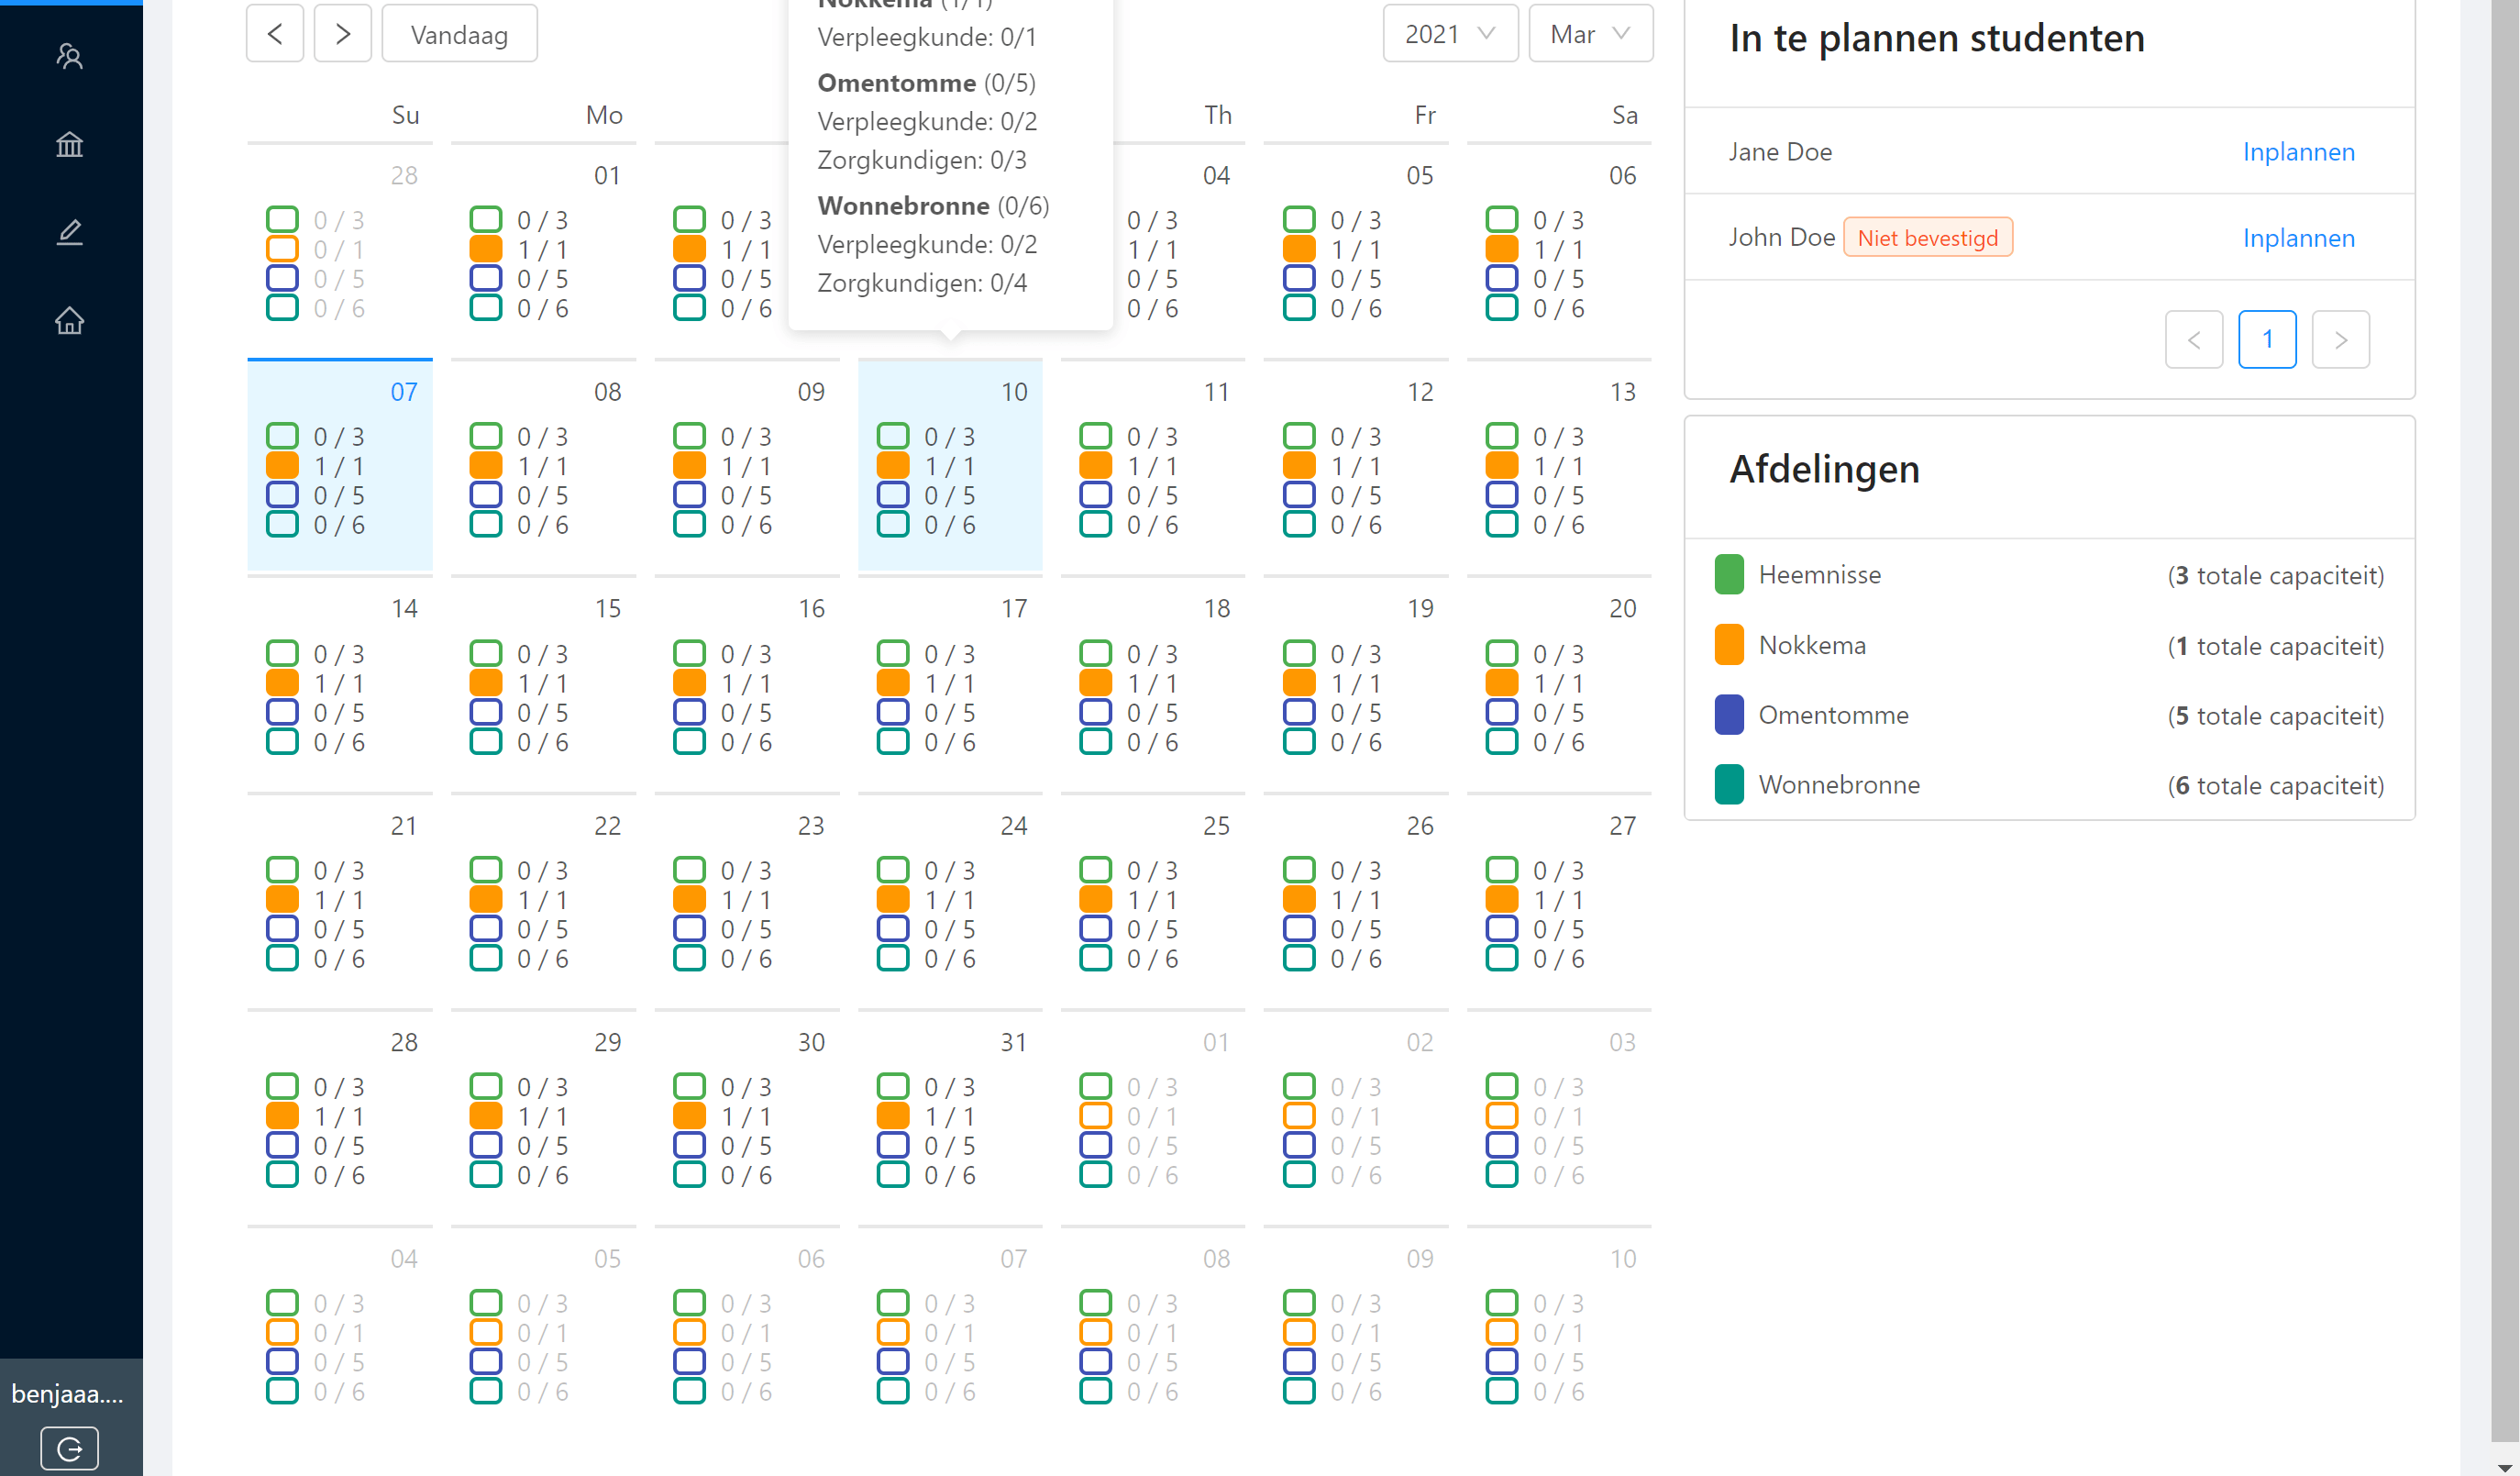 Nokkema (1/1)
Verpleegkunde: 0/1
Omentomme (0/5)
Verpleegkunde: 0/2
Zorgkundigen: 0/3
Wonnebronne (0/6)
Verpleegkunde: 0/2
Zorgkundigen: 0/4
Vandaag
2021
Mar
Su Mo Th Fr Sa
28 01 04 05 06
0 / 3 0 / 3 0 / 3 0 / 3 0 / 3 0 / 3
0 / 1 1 / 1 1 / 1 1 / 1 1 / 1 1 / 1
0 / 5 0 / 5 0 / 5 0 / 5 0 / 5 0 / 5
0 / 6 0 / 6 0 / 6 0 / 6 0 / 6 0 / 6
07 08 09 10 11 12 13
0 / 3 0 / 3 0 / 3 0 / 3 0 / 3 0 / 3 0 / 3
1 / 1 1 / 1 1 / 1 1 / 1 1 / 1 1 / 1 1 / 1
0 / 5 0 / 5 0 / 5 0 / 5 0 / 5 0 / 5 0 / 5
0 / 6 0 / 6 0 / 6 0 / 6 0 / 6 0 / 6 0 / 6
14 15 16 17 18 19 20
0 / 3 0 / 3 0 / 3 0 / 3 0 / 3 0 / 3 0 / 3
1 / 1 1 / 1 1 / 1 1 / 1 1 / 1 1 / 1 1 / 1
0 / 5 0 / 5 0 / 5 0 / 5 0 / 5 0 / 5 0 / 5
0 / 6 0 / 6 0 / 6 0 / 6 0 / 6 0 / 6 0 / 6
21 22 23 24 25 26 27
0 / 3 0 / 3 0 / 3 0 / 3 0 / 3 0 / 3 0 / 3
1 / 1 1 / 1 1 / 1 1 / 1 1 / 1 1 / 1 1 / 1
0 / 5 0 / 5 0 / 5 0 / 5 0 / 5 0 / 5 0 / 5
0 / 6 0 / 6 0 / 6 0 / 6 0 / 6 0 / 6 0 / 6
28 29 30 31 01 02 03
0 / 3 0 / 3 0 / 3 0 / 3 0 / 3 0 / 3 0 / 3
1 / 1 1 / 1 1 / 1 1 / 1 0 / 1 0 / 1 0 / 1
0 / 5 0 / 5 0 / 5 0 / 5 0 / 5 0 / 5 0 / 5
0 / 6 0 / 6 0 / 6 0 / 6 0 / 6 0 / 6 0 / 6
04 05 06 07 08 09 10
0 / 3 0 / 3 0 / 3 0 / 3 0 / 3 0 / 3 0 / 3
0 / 1 0 / 1 0 / 1 0 / 1 0 / 1 0 / 1 0 / 1
0 / 5 0 / 5 0 / 5 0 / 5 0 / 5 0 / 5 0 / 5
0 / 6 0 / 6 0 / 6 0 / 6 0 / 6 0 / 6 0 / 6
In te plannen studenten
Jane Doe Inplannen
John Doe Niet bevestigd Inplannen
< 1 >
Afdelingen
Heemnisse (3 totale capaciteit)
Nokkema (1 totale capaciteit)
Omentomme (5 totale capaciteit)
Wonnebronne (6 totale capaciteit)
benjaaa....